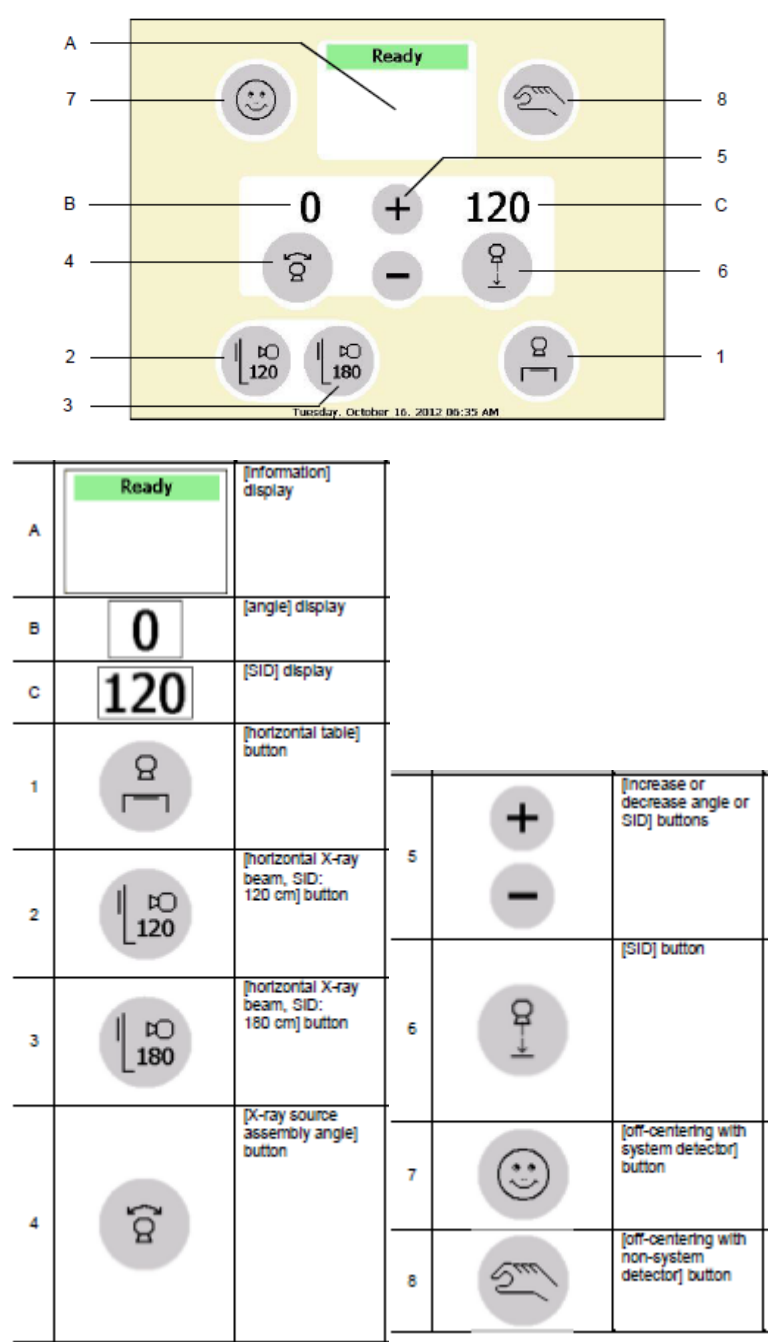 A
Ready
7
8
5
B
0
+
120
C
4
−
6
2
120
180
1
3
Tuesday, October 16, 2012 06:35 AM
A
Ready
[information]
display
B
0
[angle] display
C
120
[SID] display
1
[horizontal table]
button
2
120
[horizontal X-ray
beam, SID:
120 cm] button
3
180
[horizontal X-ray
beam, SID:
180 cm] button
4
[X-ray source
assembly angle]
button
5
+
−
[increase or
decrease angle or
SID] buttons
6
[SID] button
7
[off-centering with
system detector]
button
8
[off-centering with
non-system
detector] button